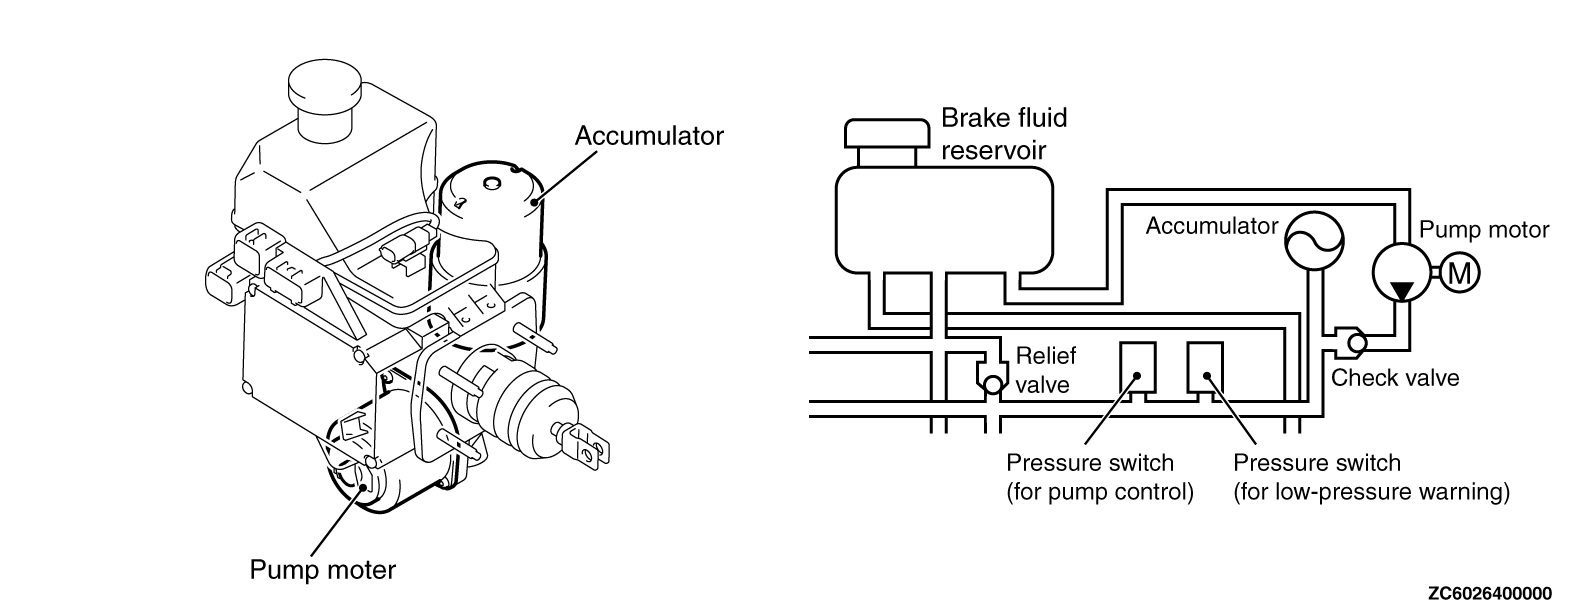 Accumulator
Pump moter
Brake fluid
reservoir
Accumulator
Pump motor
M
Relief
valve
Check valve
Pressure switch
(for pump control)
Pressure switch
(for low-pressure warning)
ZC6026400000